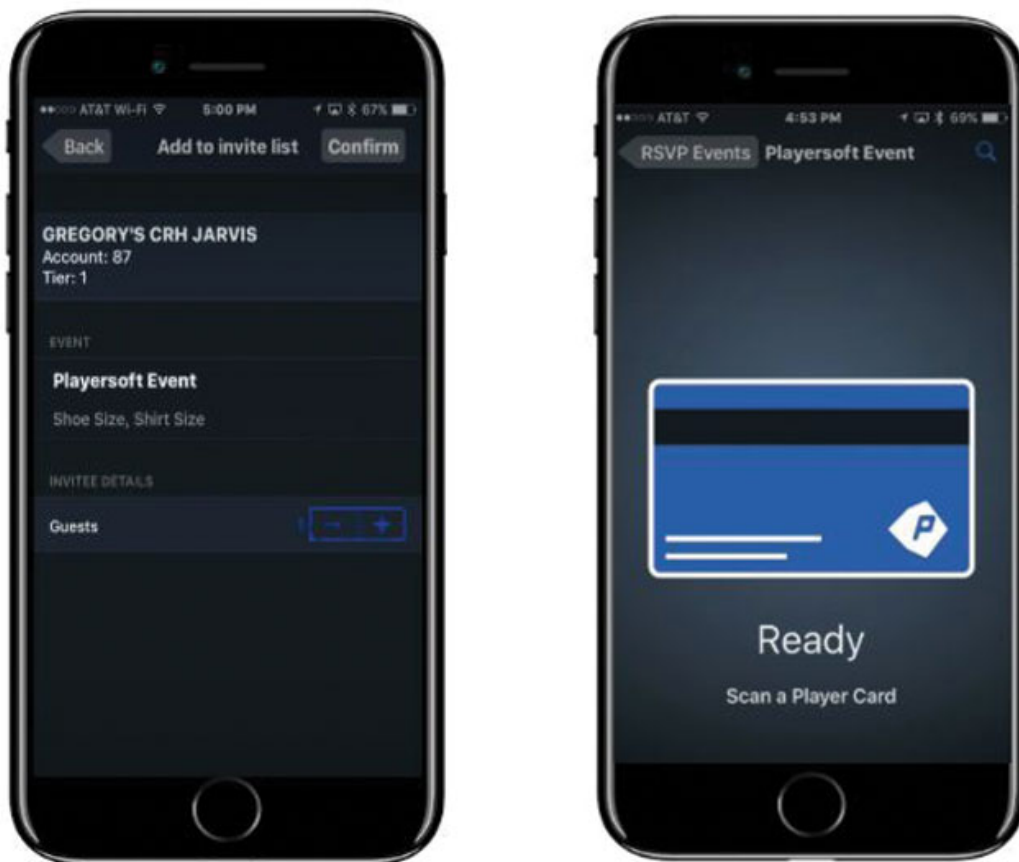 AT&T Wi-Fi 5:00 PM 67%
Back Add to invite list Confirm
GREGORY'S CRH JARVIS
Account: 87
Tier: 1
EVENT
Playersoft Event
Shoe Size, Shirt Size
INVITEE DETAILS
Guests 1 − +
AT&T 4:53 PM 69%
RSVP Events Playersoft Event
P
Ready
Scan a Player Card